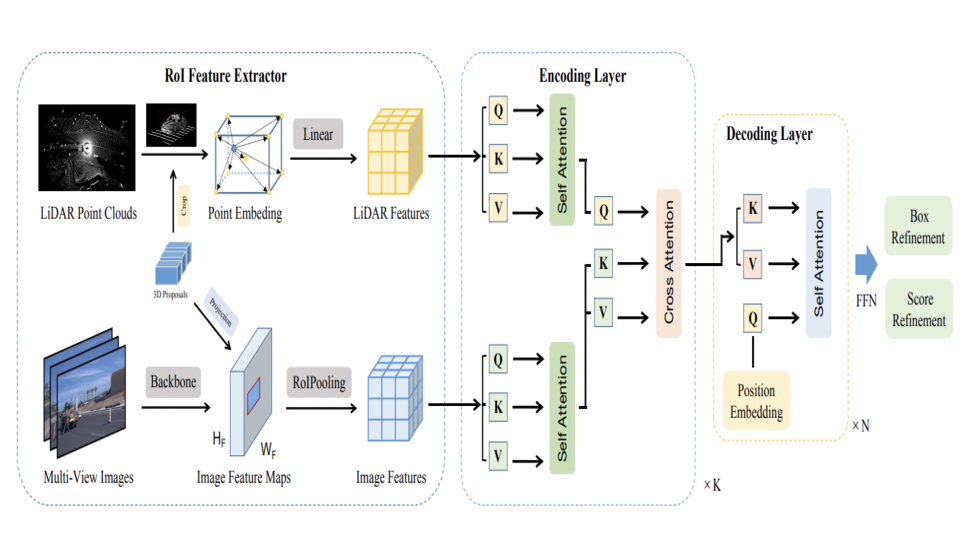 RoI Feature Extractor
LiDAR Point Clouds
Crop
Point Embeding
Linear
LiDAR Features
3D Proposals
Projection
Multi-View Images
Backbone
H_F
W_F
Image Feature Maps
RoIPooling
Image Features
Encoding Layer
Q
K
V
Self Attention
Q
K
V
Self Attention
Q
K
V
Cross Attention
× K
Decoding Layer
K
V
Q
Self Attention
Position
Embedding
× N
FFN
Box
Refinement
Score
Refinement